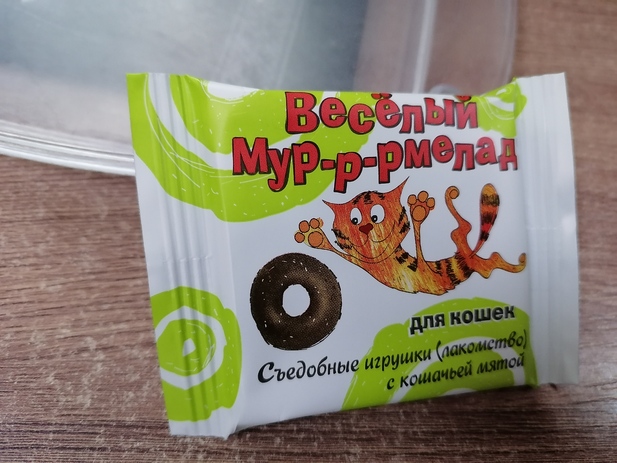 Весёлый
Мур-р-рмелад
для кошек
Съедобные игрушки (лакомство)
с кошачьей мятой